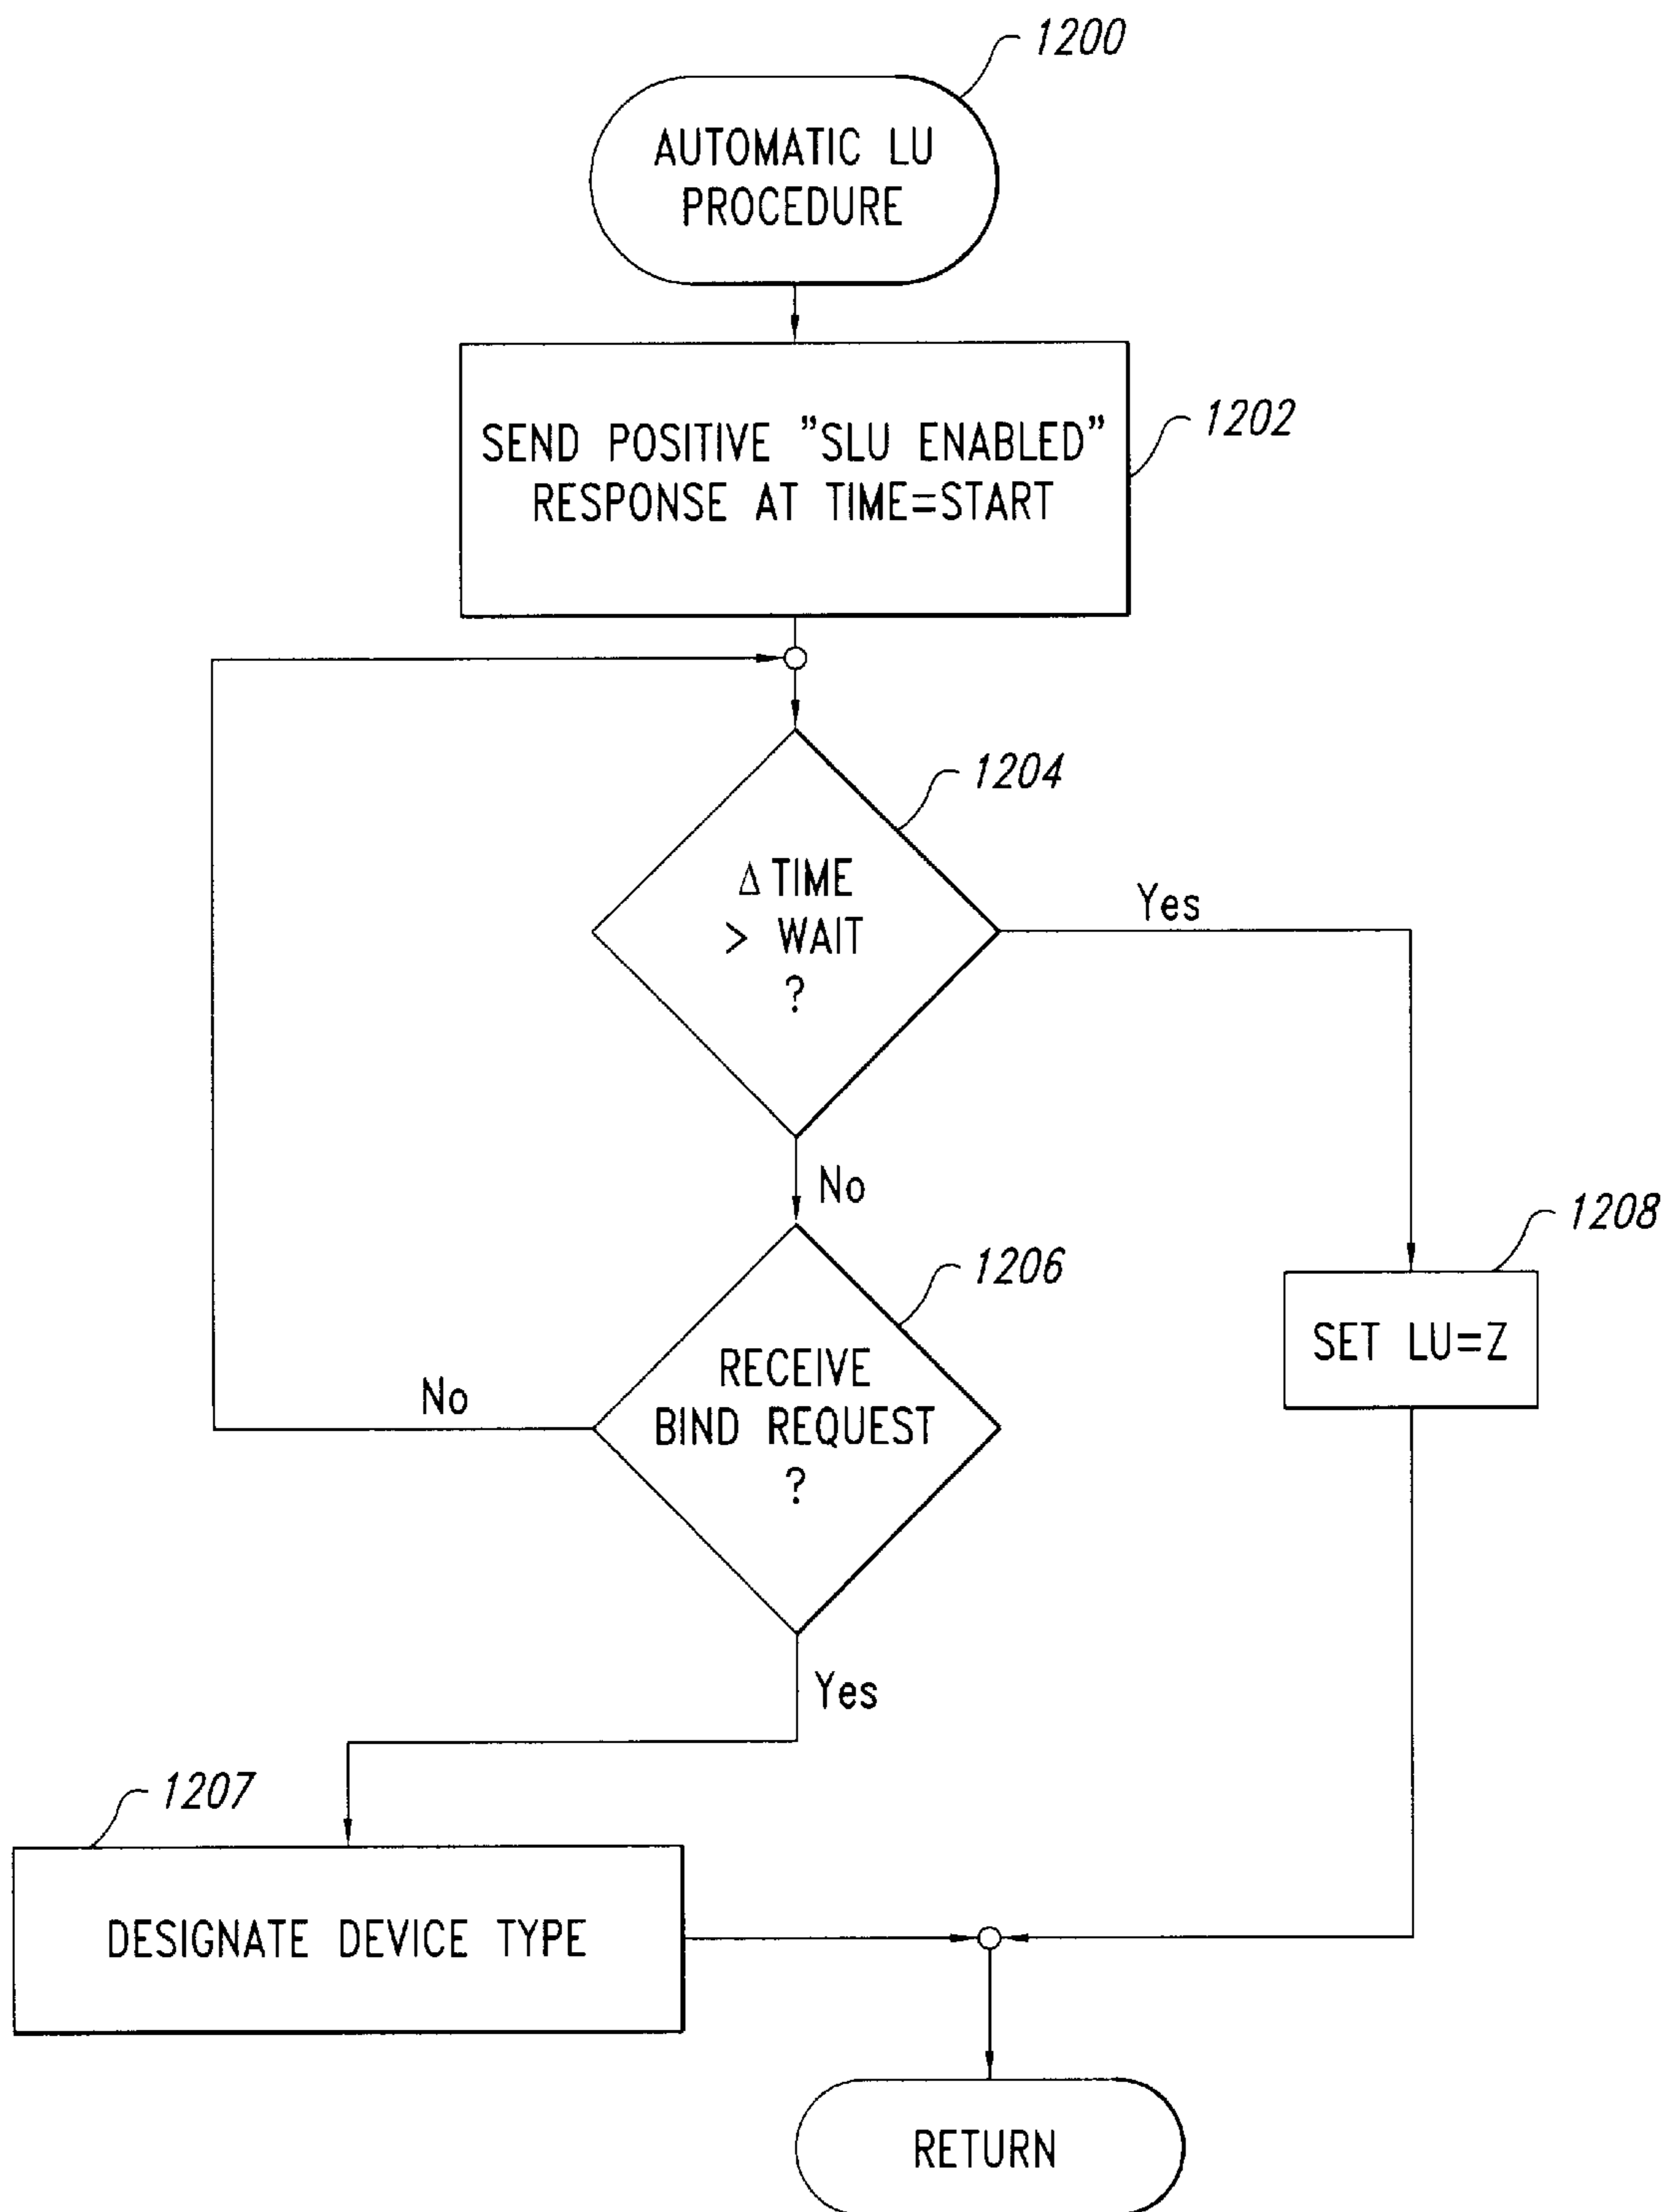 1200
AUTOMATIC LU
PROCEDURE
SEND POSITIVE "SLU ENABLED"
RESPONSE AT TIME=START
1202
1204
Δ TIME
> WAIT
?
Yes
No
1208
SET LU=Z
1206
RECEIVE
BIND REQUEST
?
No
Yes
1207
DESIGNATE DEVICE TYPE
RETURN